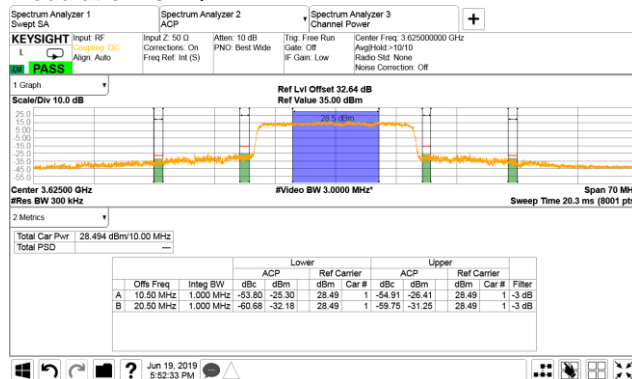 Spectrum Analyzer 1
Swept SA
Spectrum Analyzer 2
ACP
Spectrum Analyzer 3
Channel Power
KEYSIGHT
L
PASS
Input: RF
Coupling: DC
Align: Auto
Input Z: 50 Ω
Corrections: On
Freq Ref: Int (S)
Atten: 10 dB
PNO: Best Wide
Trig: Free Run
Gate: Off
IF Gain: Low
Center Freq: 3.625000000 GHz
Avg|Hold:>10/10
Radio Std: None
Noise Correction: Off
1 Graph
Scale/Div 10.0 dB
Ref Lvl Offset 32.64 dB
Ref Value 35.00 dBm
28.5 dBm
25.0
15.0
5.00
-5.00
-15.0
-25.0
-35.0
-45.0
-55.0
Center 3.62500 GHz
#Res BW 300 kHz
#Video BW 3.0000 MHz*
Span 70 MH
Sweep Time 20.3 ms (8001 pts
2 Metrics
Total Car Pwr 28.494 dBm/10.00 MHz
Total PSD ---
Lower Upper
ACP Ref Carrier ACP Ref Carrier
Offs Freq Integ BW dBc dBm dBm Car # dBc dBm dBm Car # Filter
A 10.50 MHz 1.000 MHz -53.80 -25.30 28.49 1 -54.91 -26.41 28.49 1 -3 dB
B 20.50 MHz 1.000 MHz -60.68 -32.18 28.49 1 -59.75 -31.25 28.49 1 -3 dB
Jun 19, 2019
5:52:33 PM